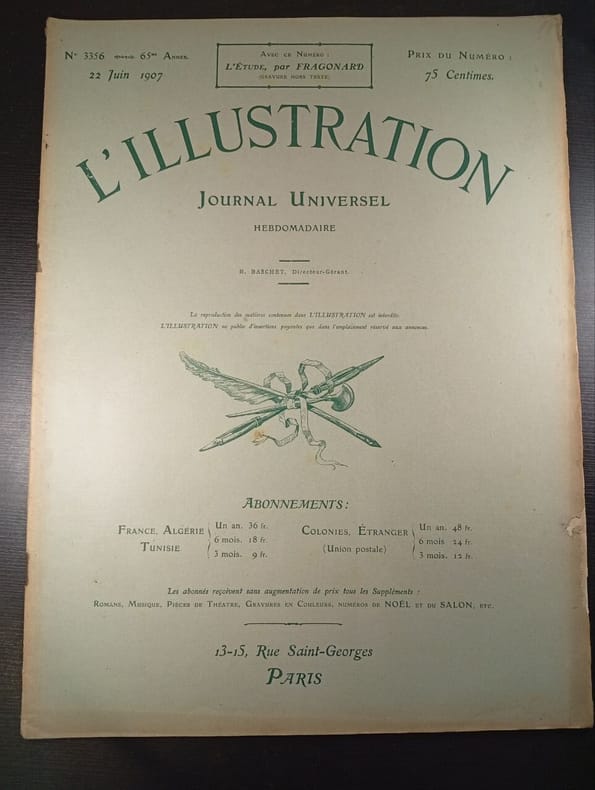 N° 3356 65me Année.
22 Juin 1907
Avec ce Numéro :
L'Étude, par FRAGONARD
(GRAVURE HORS TEXTE)
Prix du Numéro :
75 Centimes.
L'ILLUSTRATION
Journal Universel
HEBDOMADAIRE
R. BASCHET, Directeur-Gérant.
La reproduction des matières contenues dans L'ILLUSTRATION est interdite.
L'ILLUSTRATION ne publie d'insertions payantes que dans l'emplacement réservé aux annonces.
Abonnements :
France, Algérie
Tunisie
Un an. 36 fr.
6 mois. 18 fr.
3 mois. 9 fr.
Colonies, Étranger
(Union postale)
Un an. 48 fr.
6 mois 24 fr.
3 mois. 12 fr.
Les abonnés reçoivent sans augmentation de prix tous les Suppléments :
Romans, Musique, Pièces de Théatre, Gravures en Couleurs, numéros de NOËL et du SALON, etc.
13-15, Rue Saint-Georges
Paris